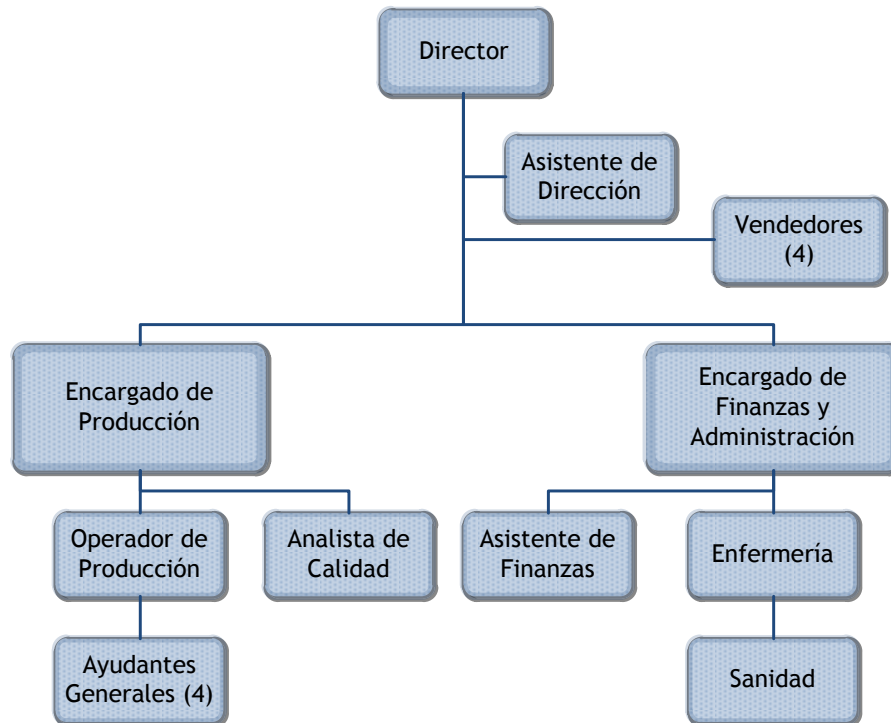 Director
Asistente de
Dirección
Vendedores
(4)
Encargado de
Producción
Encargado de
Finanzas y
Administración
Operador de
Producción
Analista de
Calidad
Asistente de
Finanzas
Enfermería
Ayudantes
Generales (4)
Sanidad